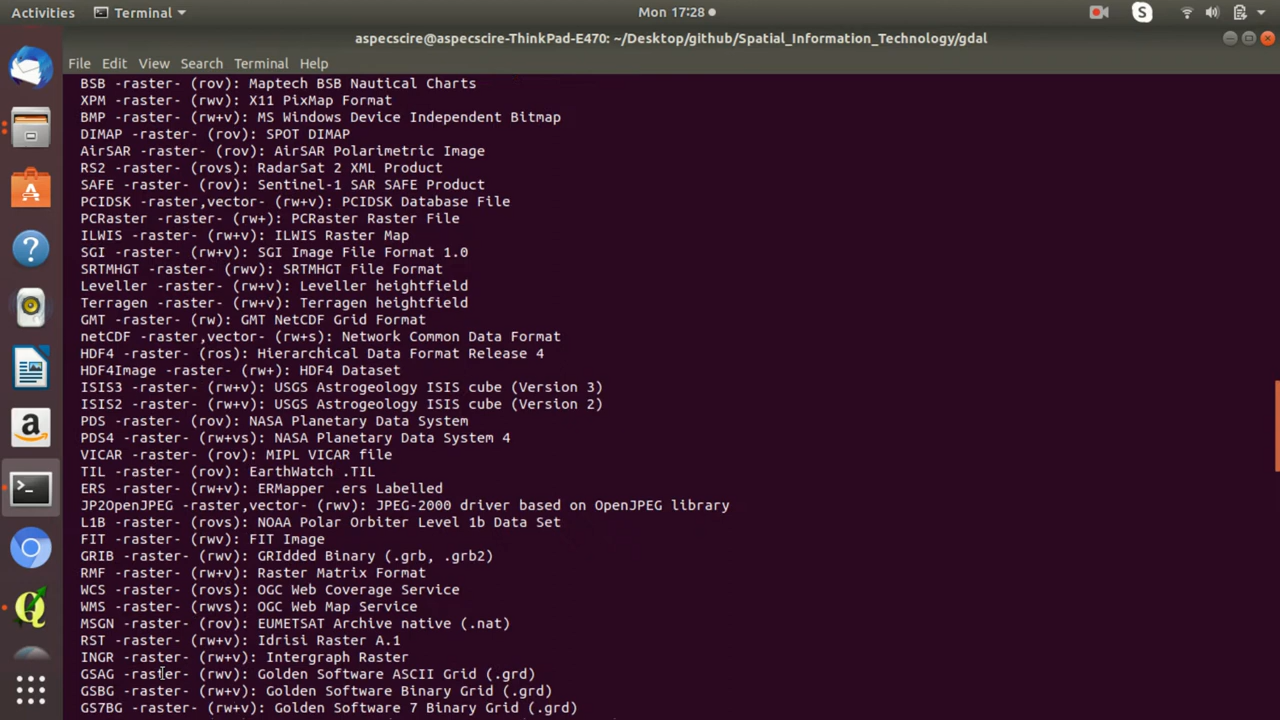 Activities Terminal Mon 17:28
aspecscire@aspecscire-ThinkPad-E470: ~/Desktop/github/Spatial_Information_Technology/gdal
File Edit View Search Terminal Help
BSB -raster- (rov): Maptech BSB Nautical Charts
XPM -raster- (rwv): X11 PixMap Format
BMP -raster- (rw+v): MS Windows Device Independent Bitmap
DIMAP -raster- (rov): SPOT DIMAP
AirSAR -raster- (rov): AirSAR Polarimetric Image
RS2 -raster- (rovs): RadarSat 2 XML Product
SAFE -raster- (rov): Sentinel-1 SAR SAFE Product
PCIDSK -raster,vector- (rw+v): PCIDSK Database File
PCRaster -raster- (rw+): PCRaster Raster File
ILWIS -raster- (rw+v): ILWIS Raster Map
SGI -raster- (rw+v): SGI Image File Format 1.0
SRTMHGT -raster- (rwv): SRTMHGT File Format
Leveller -raster- (rw+v): Leveller heightfield
Terragen -raster- (rw+v): Terragen heightfield
GMT -raster- (rw): GMT NetCDF Grid Format
netCDF -raster,vector- (rw+s): Network Common Data Format
HDF4 -raster- (ros): Hierarchical Data Format Release 4
HDF4Image -raster- (rw+): HDF4 Dataset
ISIS3 -raster- (rw+v): USGS Astrogeology ISIS cube (Version 3)
ISIS2 -raster- (rw+v): USGS Astrogeology ISIS cube (Version 2)
PDS -raster- (rov): NASA Planetary Data System
PDS4 -raster- (rw+vs): NASA Planetary Data System 4
VICAR -raster- (rov): MIPL VICAR file
TIL -raster- (rov): EarthWatch .TIL
ERS -raster- (rw+v): ERMapper .ers Labelled
JP2OpenJPEG -raster,vector- (rwv): JPEG-2000 driver based on OpenJPEG library
L1B -raster- (rovs): NOAA Polar Orbiter Level 1b Data Set
FIT -raster- (rwv): FIT Image
GRIB -raster- (rwv): GRIdded Binary (.grb, .grb2)
RMF -raster- (rw+v): Raster Matrix Format
WCS -raster- (rovs): OGC Web Coverage Service
WMS -raster- (rwvs): OGC Web Map Service
MSGN -raster- (rov): EUMETSAT Archive native (.nat)
RST -raster- (rw+v): Idrisi Raster A.1
INGR -raster- (rw+v): Intergraph Raster
GSAG -raster- (rwv): Golden Software ASCII Grid (.grd)
GSBG -raster- (rw+v): Golden Software Binary Grid (.grd)
GS7BG -raster- (rw+v): Golden Software 7 Binary Grid (.grd)